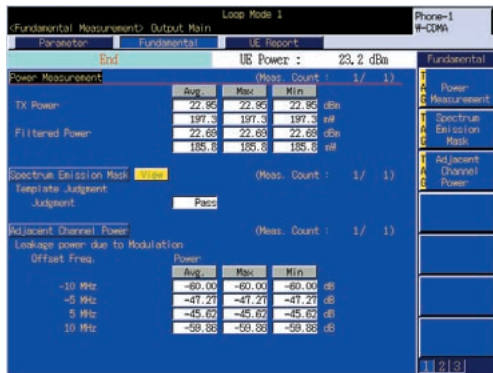 Loop Mode 1
<Fundamental Measurement> Output Main
Phone-1
W-CDMA
Parameter Fundamental UE Report
End UE Power : 23.2 dBm
Fundamental
Power Measurement (Meas. Count : 1/ 1)
Avg. Max Min
TX Power 22.95 22.95 22.95 dBm
197.3 197.3 197.3 mW
Filtered Power 22.69 22.69 22.69 dBm
185.8 185.8 185.8 mW
Spectrum Emission Mask View (Meas. Count : 1/ 1)
Template Judgment
Judgment Pass
Adjacent Channel Power (Meas. Count : 1/ 1)
Leakage power due to Modulation
Offset Freq. Power
Avg. Max Min
-10 MHz -60.00 -60.00 -60.00 dB
-5 MHz -47.27 -47.27 -47.27 dB
5 MHz -45.62 -45.62 -45.62 dB
10 MHz -59.86 -59.86 -59.86 dB
TAG Power Measurement
TAG Spectrum Emission Mask
TAG Adjacent Channel Power
1 2 3